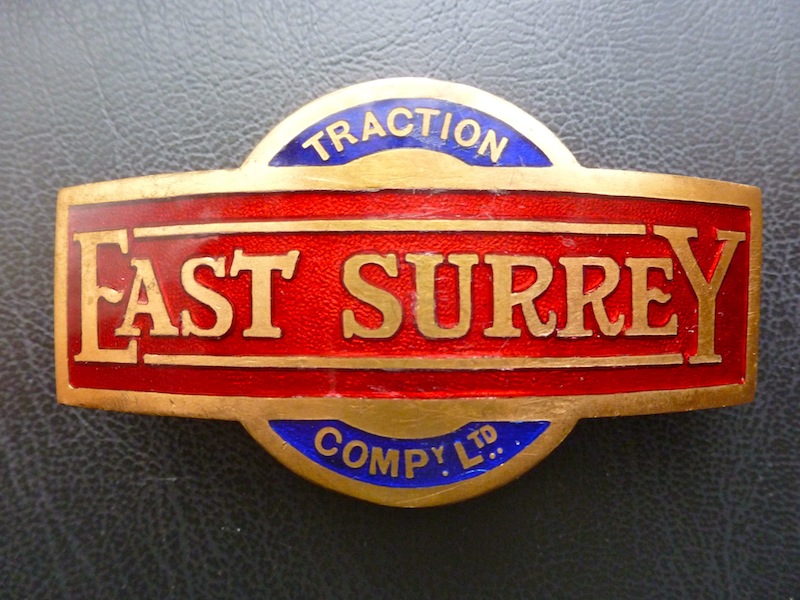 TRACTION
EAST SURREY
COMPY. LTD.